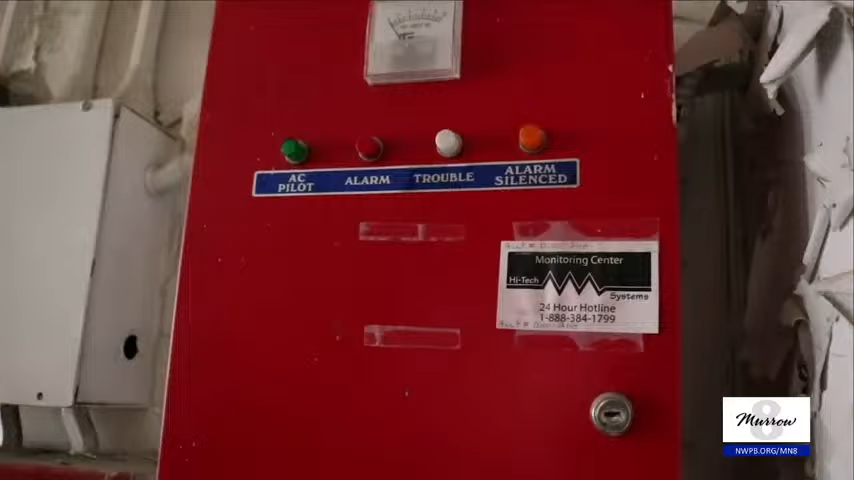 AC
PILOT
ALARM
TROUBLE
ALARM
SILENCED
Monitoring Center
Hi-Tech
Systems
24 Hour Hotline
1-888-384-1799
8
Murrow
NWPB.ORG/MN8